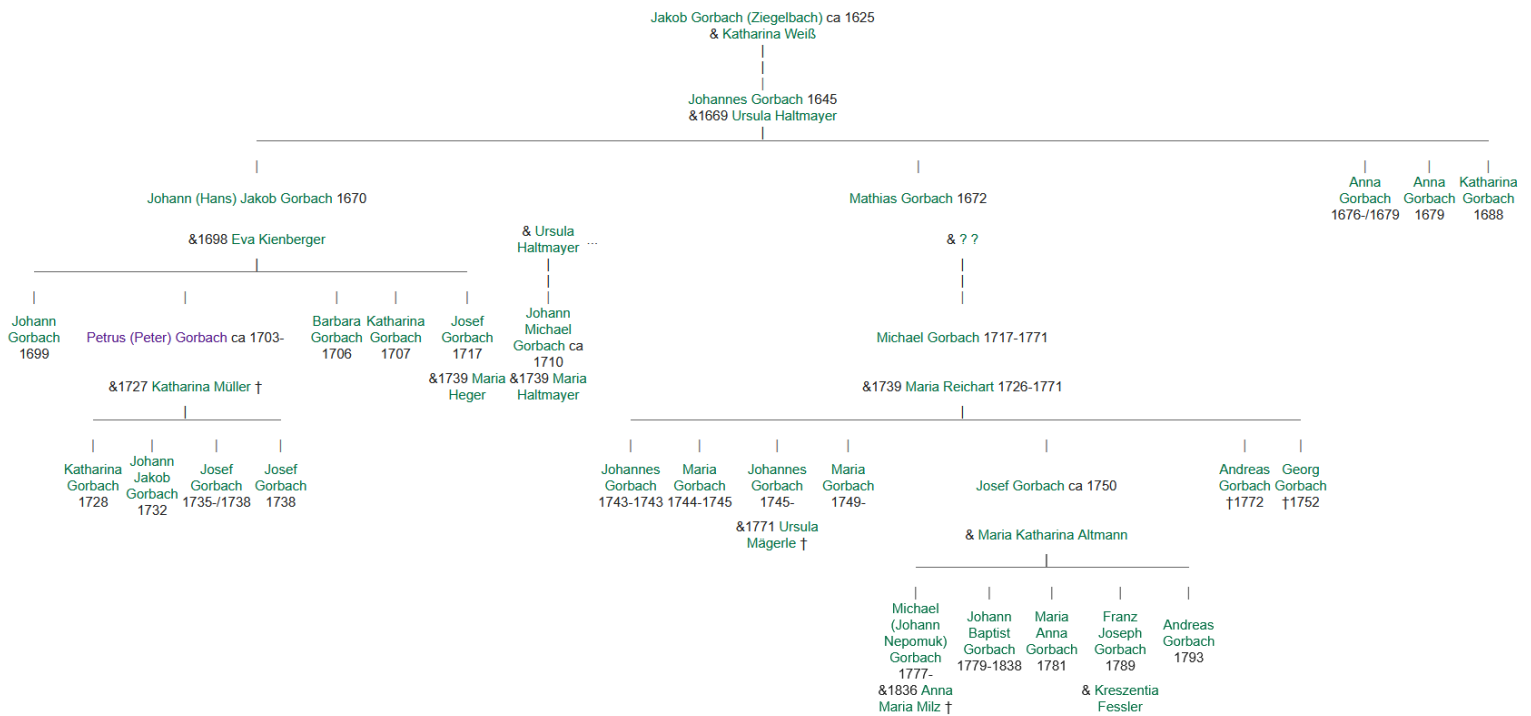 Jakob Gorbach (Ziegelbach) ca 1625
& Katharina Weiß
Johannes Gorbach 1645
&1669 Ursula Haltmayer
Johann (Hans) Jakob Gorbach 1670
&1698 Eva Kienberger
& Ursula
Haltmayer ...
Mathias Gorbach 1672
& ? ?
Anna
Gorbach
1676-/1679
Anna
Gorbach
1679
Katharina
Gorbach
1688
Johann
Gorbach
1699
Petrus (Peter) Gorbach ca 1703-
&1727 Katharina Müller †
Barbara
Gorbach
1706
Katharina
Gorbach
1707
Josef
Gorbach
1717
&1739 Maria
Heger
Johann
Michael
Gorbach ca
1710
&1739 Maria
Haltmayer
Michael Gorbach 1717-1771
&1739 Maria Reichart 1726-1771
Katharina
Gorbach
1728
Johann
Jakob
Gorbach
1732
Josef
Gorbach
1735-/1738
Josef
Gorbach
1738
Johannes
Gorbach
1743-1743
Maria
Gorbach
1744-1745
Johannes
Gorbach
1745-
&1771 Ursula
Mägerle †
Maria
Gorbach
1749-
Josef Gorbach ca 1750
& Maria Katharina Altmann
Andreas
Gorbach
†1772
Georg
Gorbach
†1752
Michael
(Johann
Nepomuk)
Gorbach
1777-
&1836 Anna
Maria Milz †
Johann
Baptist
Gorbach
1779-1838
Maria
Anna
Gorbach
1781
Franz
Joseph
Gorbach
1789
& Kreszentia
Fessler
Andreas
Gorbach
1793